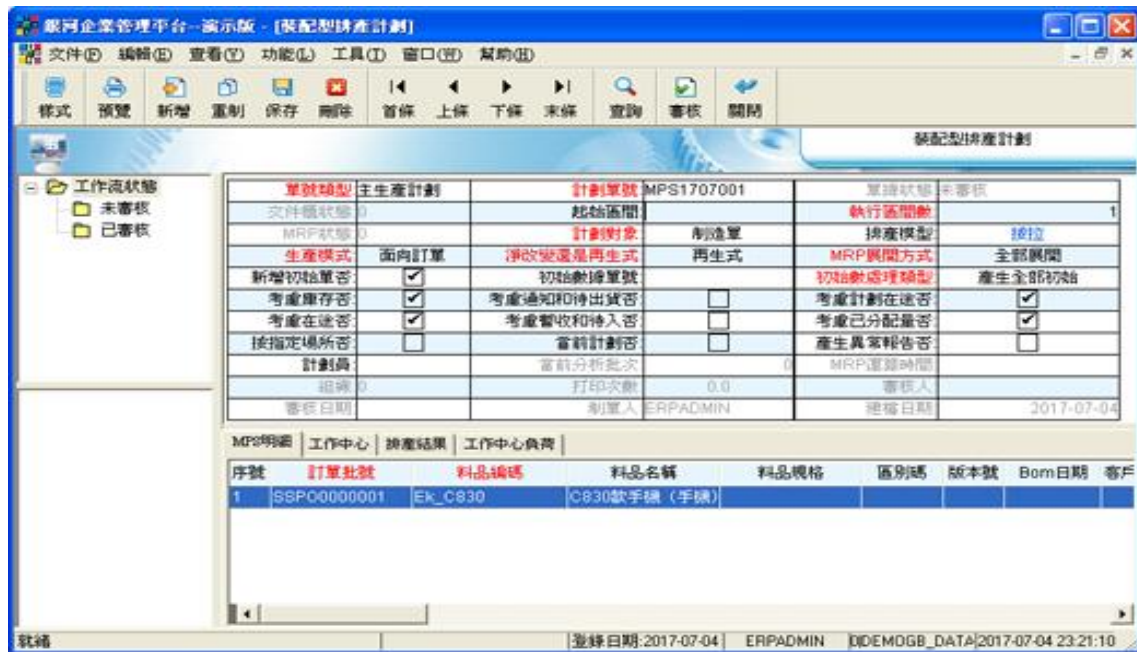 銀河企業管理平台--演示版 - [裝配型排產計劃]
文件(F) 編輯(E) 查看(Y) 功能(L) 工具(T) 窗口(W) 幫助(H)
樣式 預覽 新增 重制 保存 刪除 首條 上條 下條 末條 查詢 審核 關閉
裝配型排產計劃
工作流狀態
未審核
已審核
單號類型 主生產計劃 計劃單號 MPS1707001 單據狀態 未審核
文件櫃狀態 0 起始區間 執行區間數 1
MRP狀態 0 計劃對象 制造單 排產模型 按拉
生產模式 面向訂單 淨改變還是再生式 再生式 MRP展開方式 全部展開
新增初始單否 初始數據單號 初始數處理類型 產生全部初始
考慮庫存否 考慮通知和待出貨否 考慮計劃在途否
考慮在途否 考慮暫收和待入否 考慮已分配量否
按指定場所否 當前計劃否 產生異常報告否
計劃員 當前分析批次 0 MRP運算時間
組織 0 打印次數 0.0 審核人
審核日期 制單人 ERPADMIN 建檔日期 2017-07-04
MPS明細 工作中心 排產結果 工作中心負荷
序號 訂單批號 料品編碼 料品名稱 料品規格 區別碼 版本號 Bom日期 客戶
1 SSPO0000001 Ek_C830 C830款手機（手機）
就緒 登錄日期:2017-07-04 ERPADMIN DEMOGB_DATA 2017-07-04 23:21:10